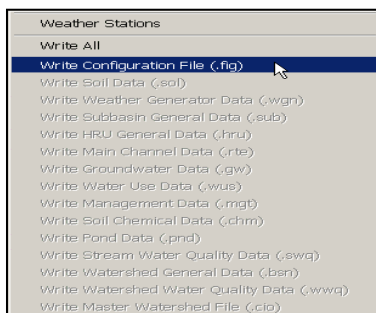 Weather Stations
Write All
Write Configuration File (.fig)
Write Soil Data (.sol)
Write Weather Generator Data (.wgn)
Write Subbasin General Data (.sub)
Write HRU General Data (.hru)
Write Main Channel Data (.rte)
Write Groundwater Data (.gw)
Write Water Use Data (.wus)
Write Management Data (.mgt)
Write Soil Chemical Data (.chm)
Write Pond Data (.pnd)
Write Stream Water Quality Data (.swq)
Write Watershed General Data (.bsn)
Write Watershed Water Quality Data (.wwq)
Write Master Watershed File (.cio)